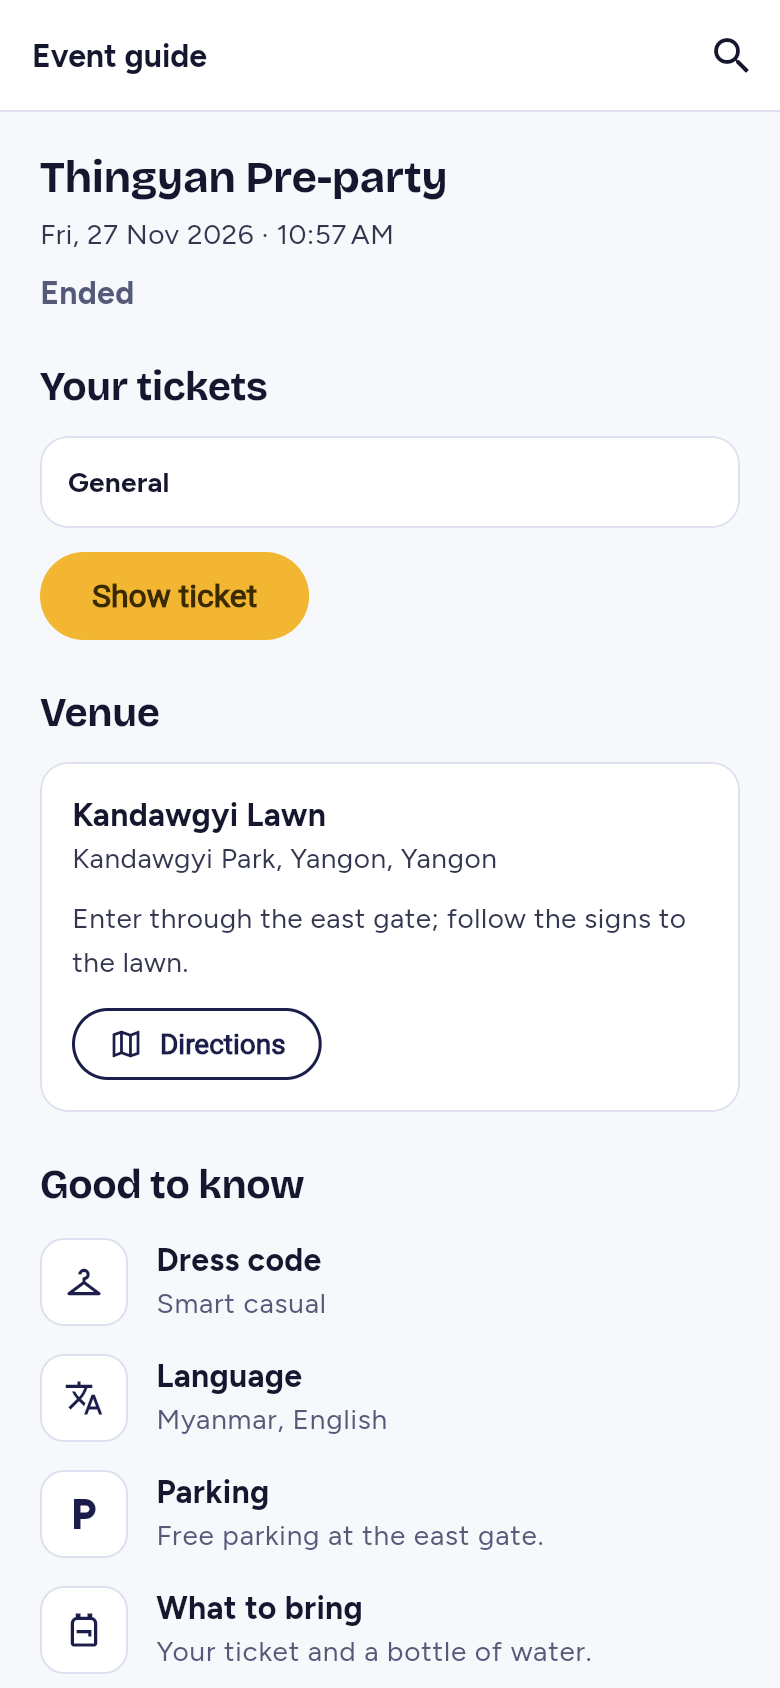 Event guide
Thingyan Pre-party
Fri, 27 Nov 2026 · 10:57 AM
Ended
Your tickets
General
Show ticket
Venue
Kandawgyi Lawn
Kandawgyi Park, Yangon, Yangon
Enter through the east gate; follow the signs to
the lawn.
Directions
Good to know
Dress code
Smart casual
Language
Myanmar, English
P
Parking
Free parking at the east gate.
What to bring
Your ticket and a bottle of water.